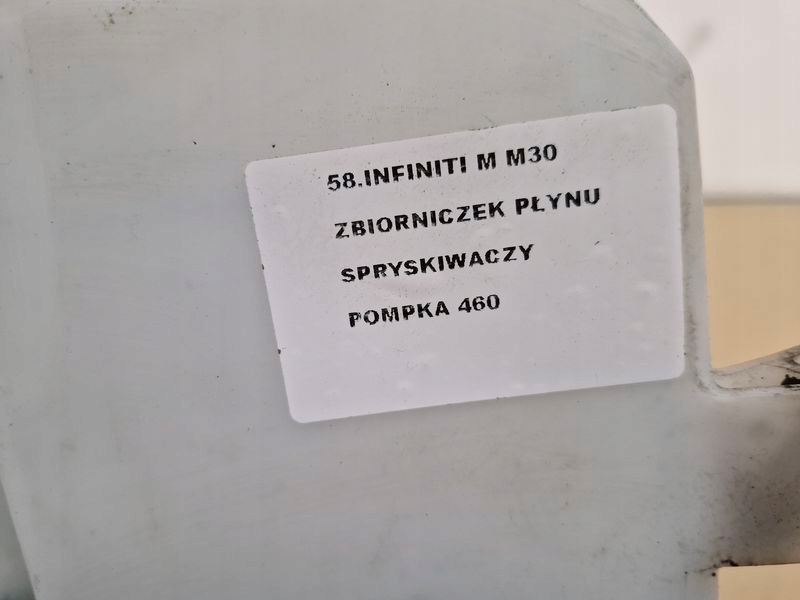 58.INFINITI M M30
ZBIORNICZEK PŁYNU
SPRYSKIWACZY
POMPKA 460